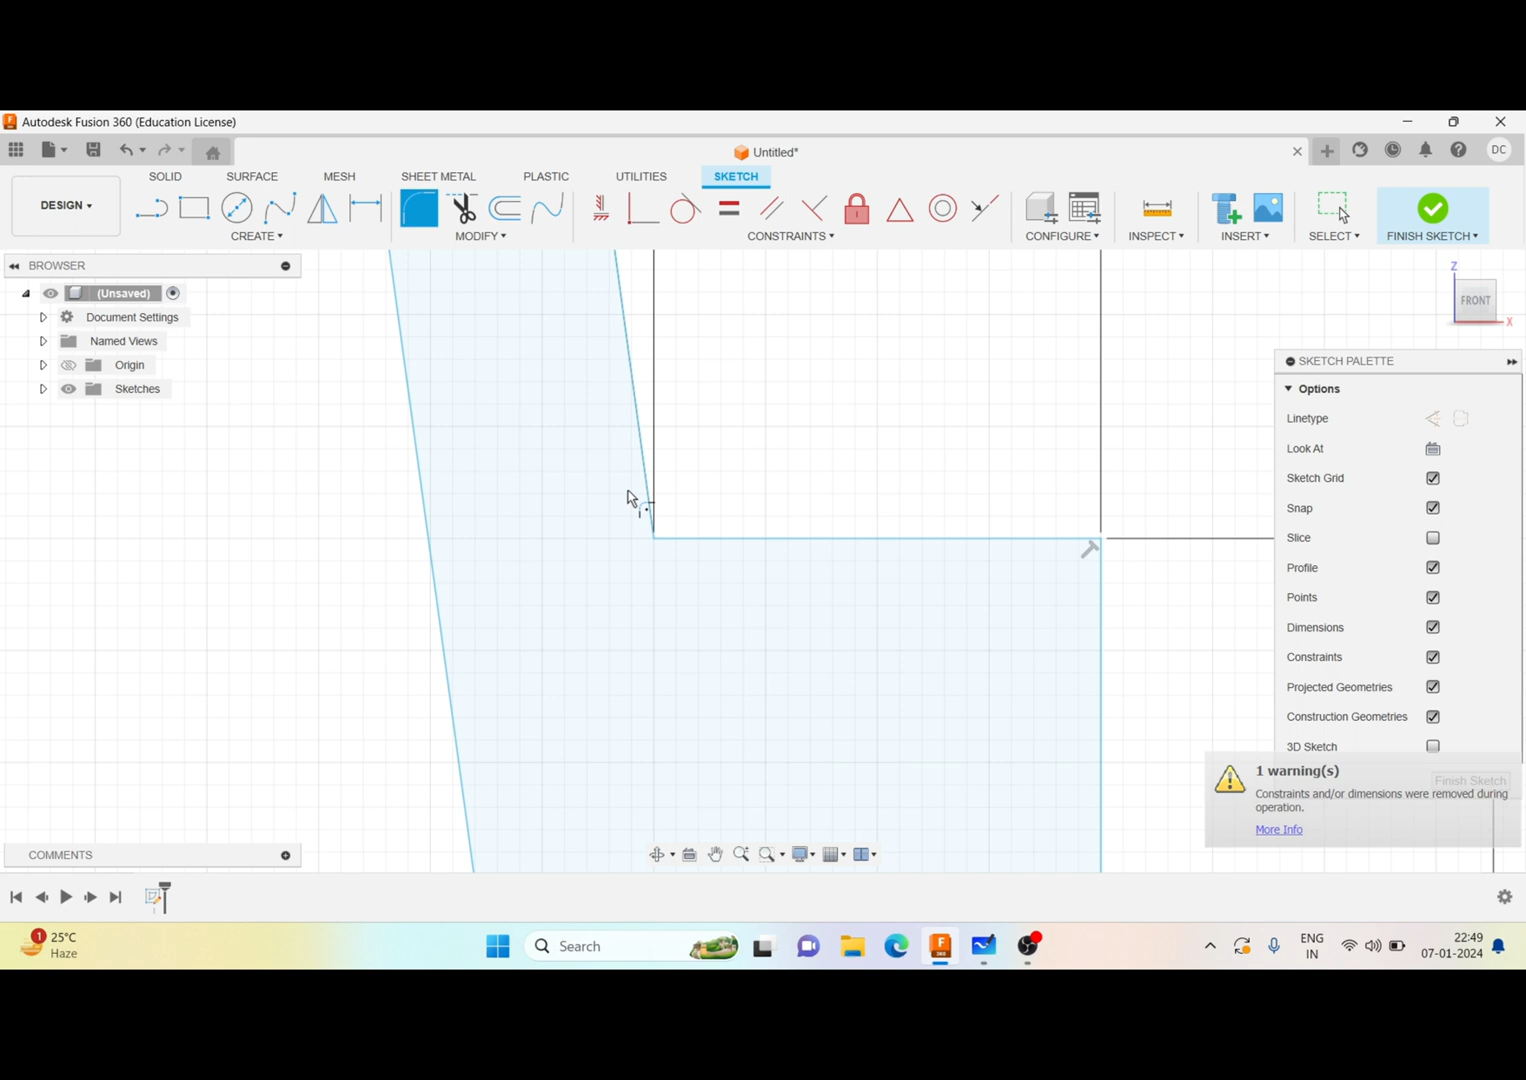 Autodesk Fusion 360 (Education License)
Untitled*
DC
SOLID SURFACE MESH SHEET METAL PLASTIC UTILITIES SKETCH
DESIGN
CREATE MODIFY CONSTRAINTS CONFIGURE INSPECT INSERT SELECT FINISH SKETCH
BROWSER
(Unsaved)
Document Settings
Named Views
Origin
Sketches
Z
FRONT
X
SKETCH PALETTE
Options
Linetype
Look At
Sketch Grid
Snap
Slice
Profile
Points
Dimensions
Constraints
Projected Geometries
Construction Geometries
3D Sketch
1 warning(s)
Finish Sketch
Constraints and/or dimensions were removed during
operation.
More Info
COMMENTS
1
25°C
Haze
Search
F
360
ENG
IN
22:49
07-01-2024